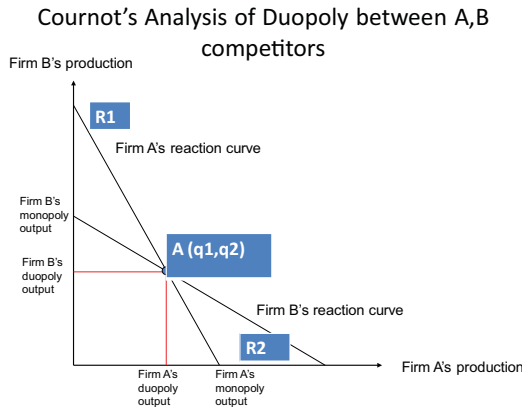 Cournot's Analysis of Duopoly between A,B
competitors
Firm B's production
R1
Firm A's reaction curve
Firm B's
monopoly
output
A (q1,q2)
Firm B's
duopoly
output
Firm B's reaction curve
R2
Firm A's production
Firm A's
duopoly
output
Firm A's
monopoly
output